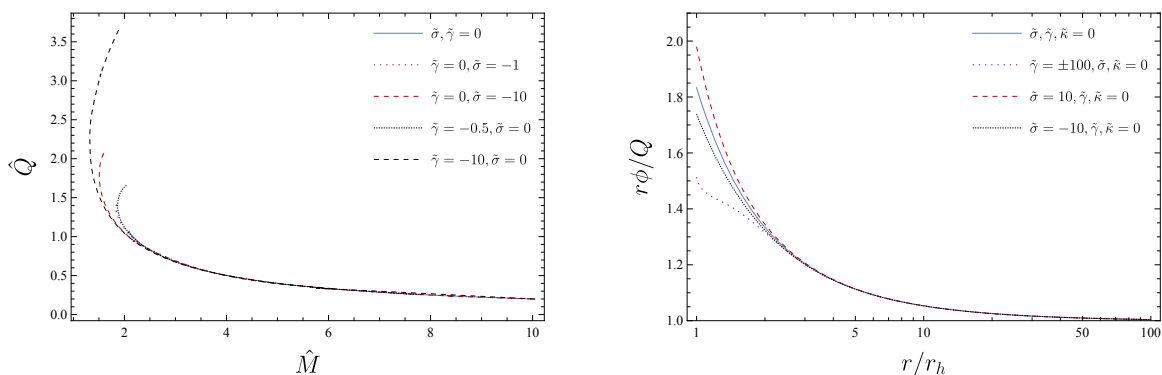 3.5
3.0
2.5
2.0
1.5
1.0
0.5
0.0
Q̂
2 4 6 8 10
M̂
σ̃, γ̃ = 0
γ̃ = 0, σ̃ = −1
γ̃ = 0, σ̃ = −10
γ̃ = −0.5, σ̃ = 0
γ̃ = −10, σ̃ = 0
2.0
1.8
1.6
1.4
1.2
1.0
rϕ/Q
1 5 10 50 100
r/r_h
σ̃, γ̃, κ̃ = 0
γ̃ = ±100, σ̃, κ̃ = 0
σ̃ = 10, γ̃, κ̃ = 0
σ̃ = −10, γ̃, κ̃ = 0